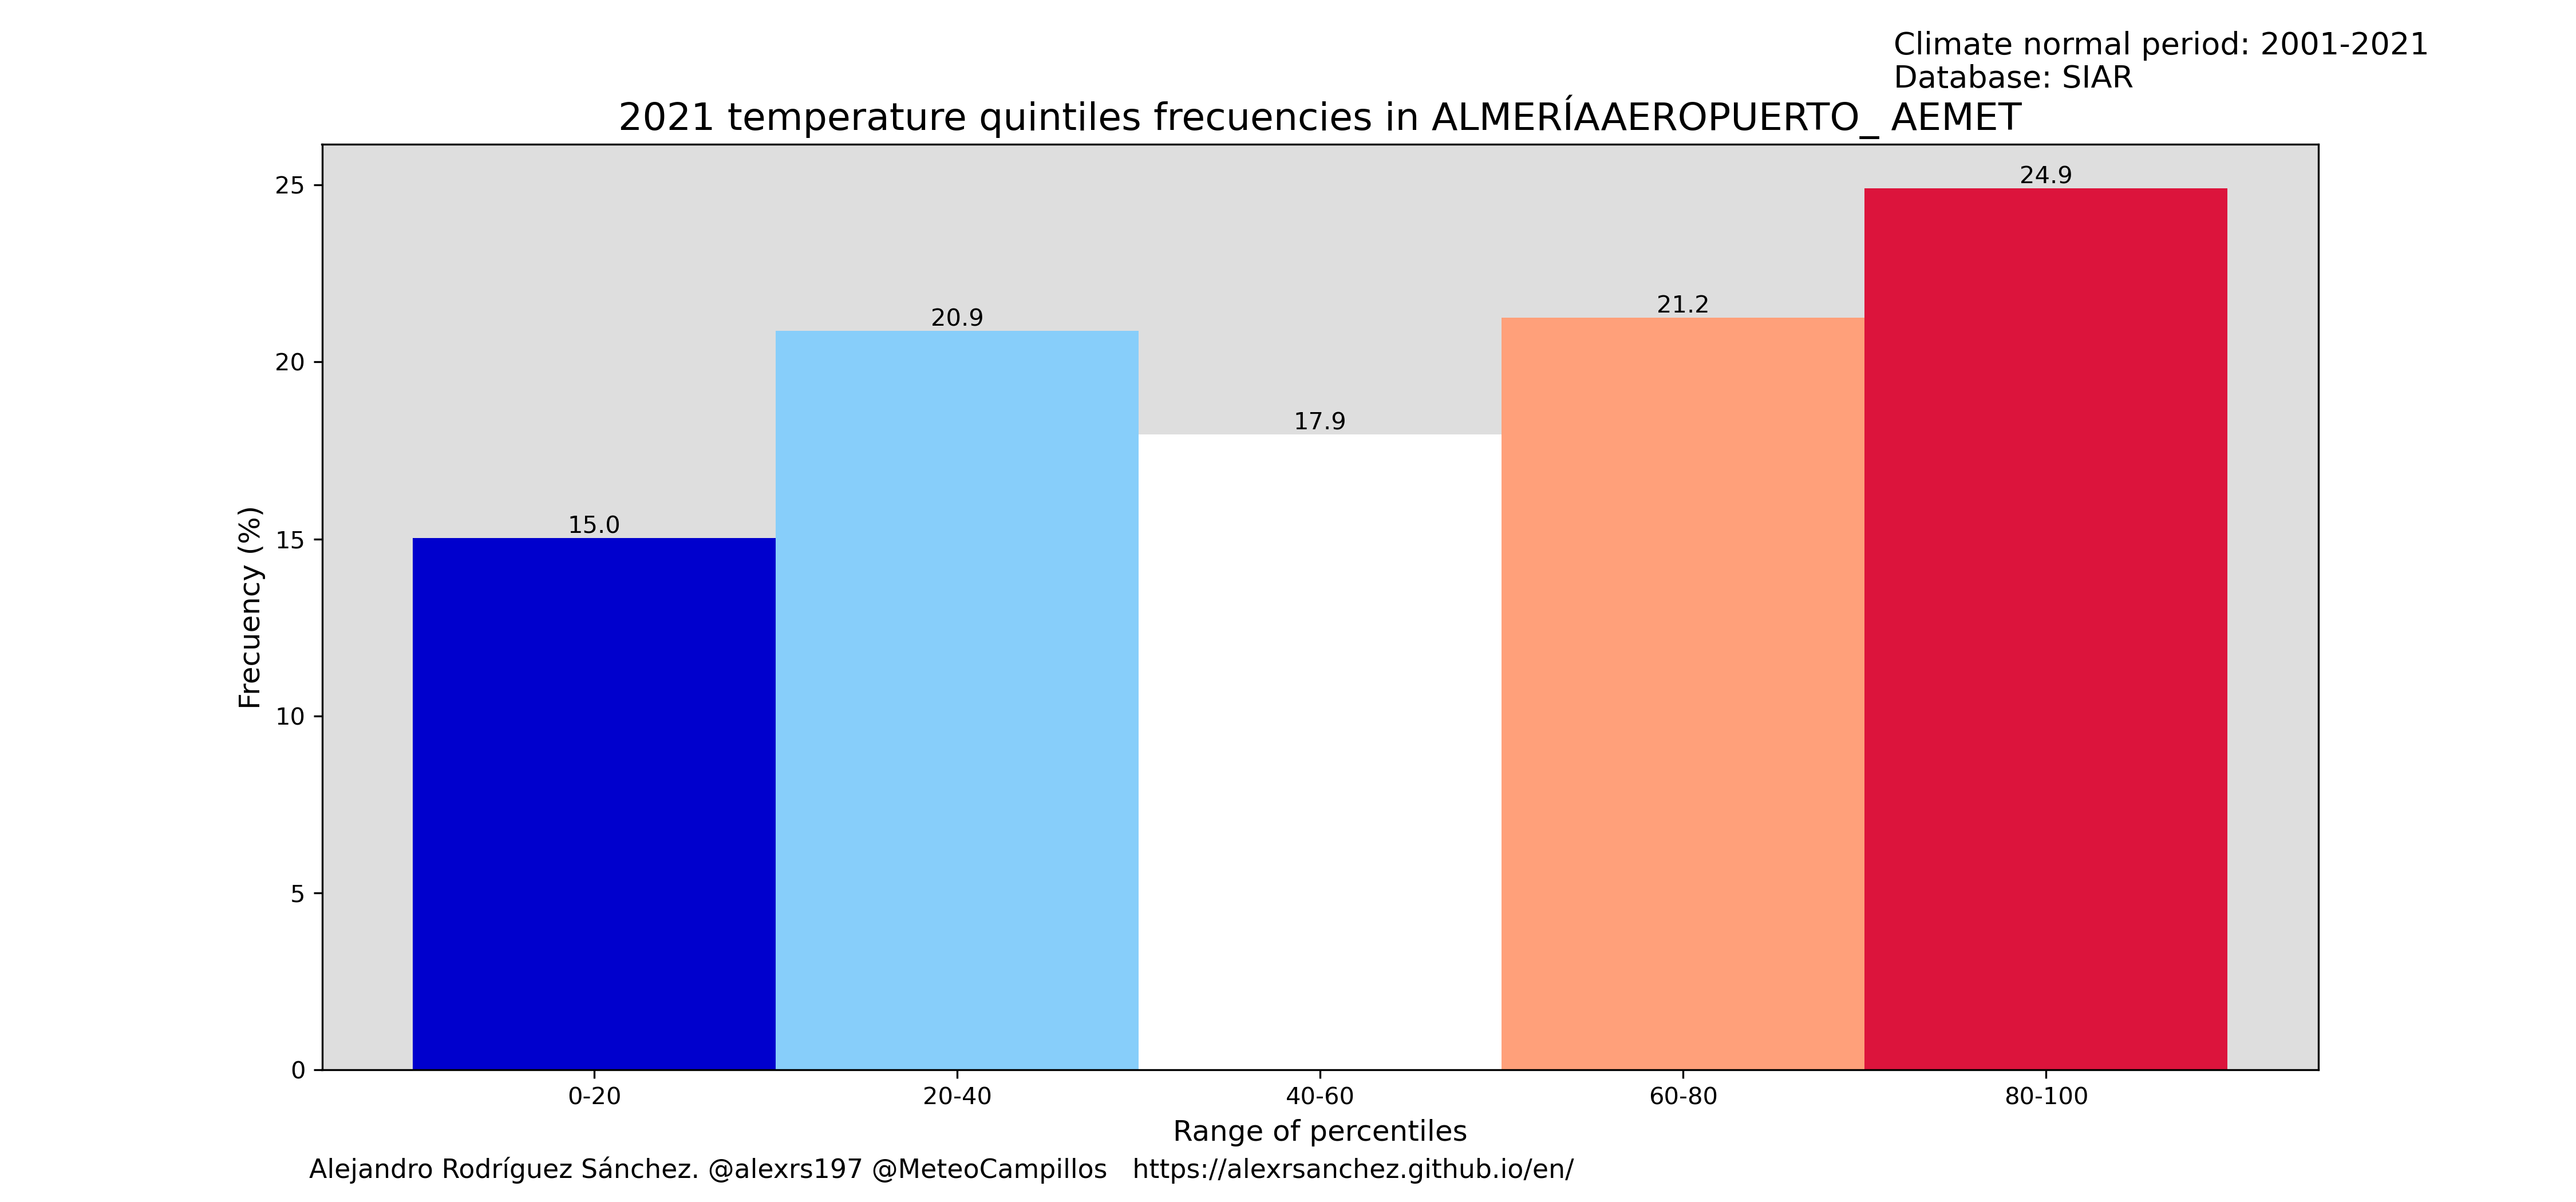 Climate normal period: 2001-2021
Database: SIAR
2021 temperature quintiles frecuencies in ALMERÍAAEROPUERTO_ AEMET
25
20
15
10
5
0
Frecuency (%)
15.0
20.9
17.9
21.2
24.9
0-20
20-40
40-60
60-80
80-100
Range of percentiles
Alejandro Rodríguez Sánchez. @alexrs197 @MeteoCampillos https://alexrsanchez.github.io/en/